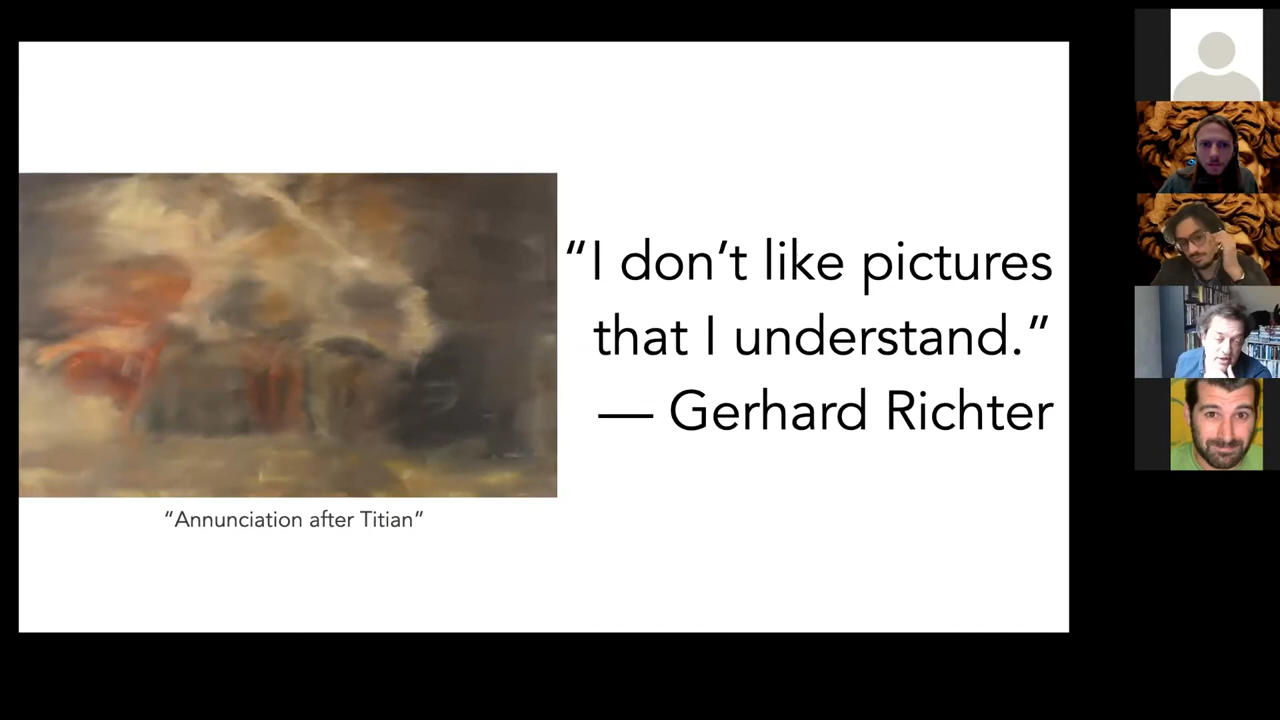 “I don’t like pictures
that I understand.”
— Gerhard Richter
“Annunciation after Titian”